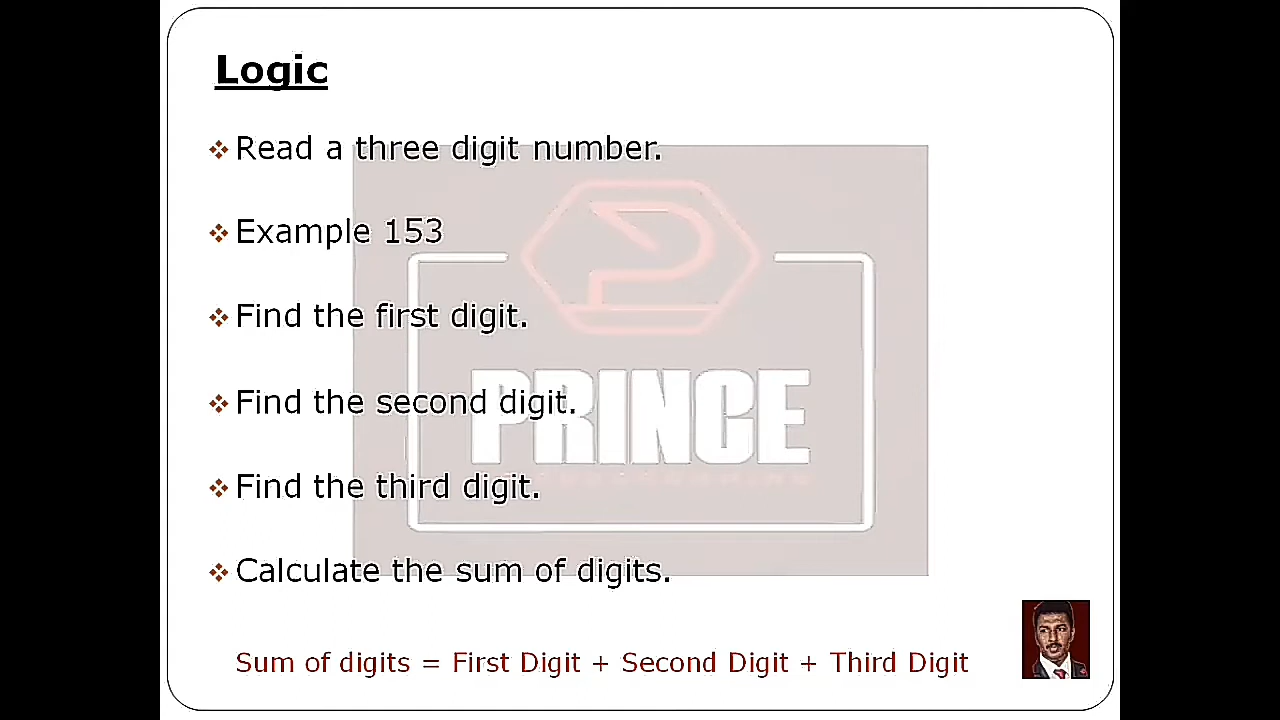 Logic
Read a three digit number.
Example 153
Find the first digit.
Find the second digit.
PRINCE
Find the third digit.
Calculate the sum of digits.
Sum of digits = First Digit + Second Digit + Third Digit